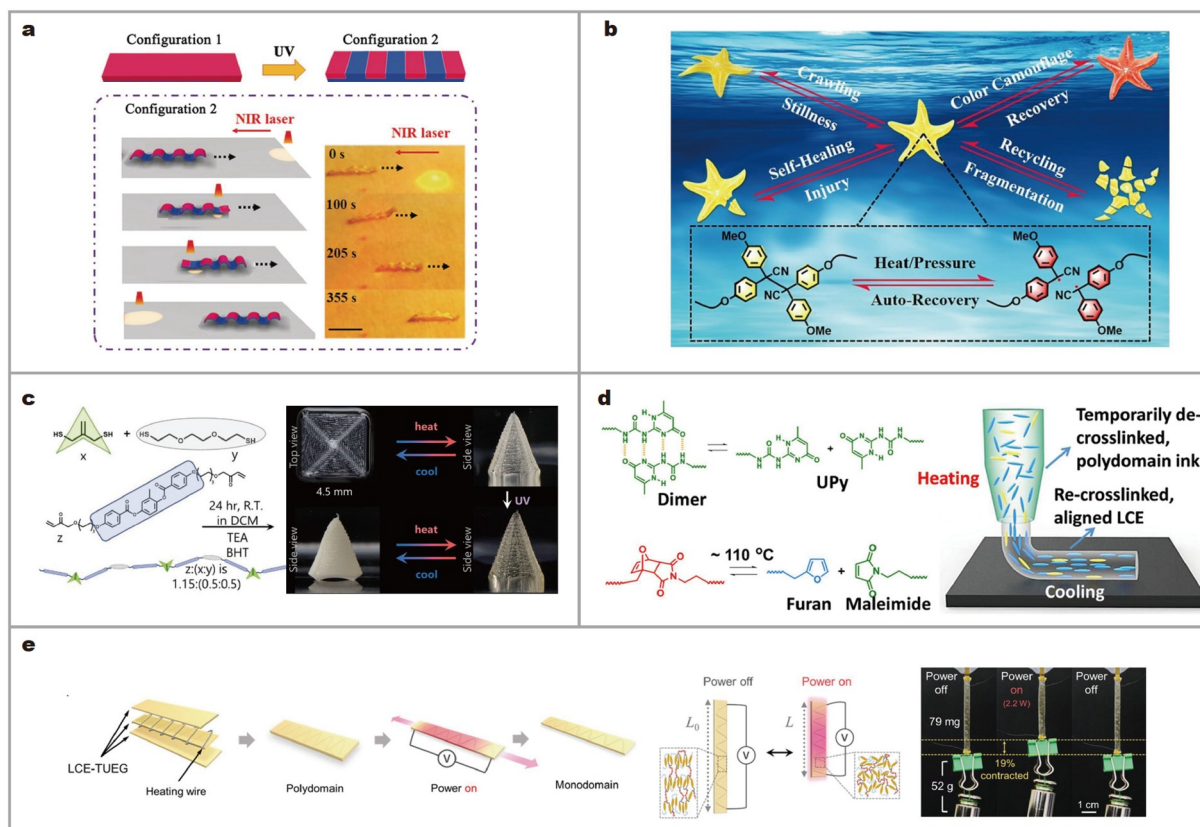 a
Configuration 1
UV
Configuration 2
Configuration 2
NIR laser
NIR laser
0 s
100 s
205 s
355 s
b
Crawling
Stillness
Color Camouflage
Recovery
Self-Healing
Injury
Recycling
Fragmentation
MeO
CN
O
O
NC
OMe
Heat/Pressure
Auto-Recovery
MeO
CN
O
O
NC
OMe
c
HS
SH
x
+
HS
O
O
SH
y
z
24 hr, R.T.
in DCM
TEA
BHT
z:(x:y) is
1.15:(0.5:0.5)
Top view
4.5 mm
heat
cool
Side view
UV
Side view
heat
cool
Side view
d
Dimer
UPy
+
~ 110 °C
Furan
+
Maleimide
Heating
Temporarily de-
crosslinked,
polydomain ink
Re-crosslinked,
aligned LCE
Cooling
e
LCE-TUEG
Heating wire
Polydomain
V
Power on
Monodomain
Power off
L0
V
Power on
L
V
Power
off
79 mg
52 g
Power
on
(2.2 W)
19%
contracted
Power
off
1 cm